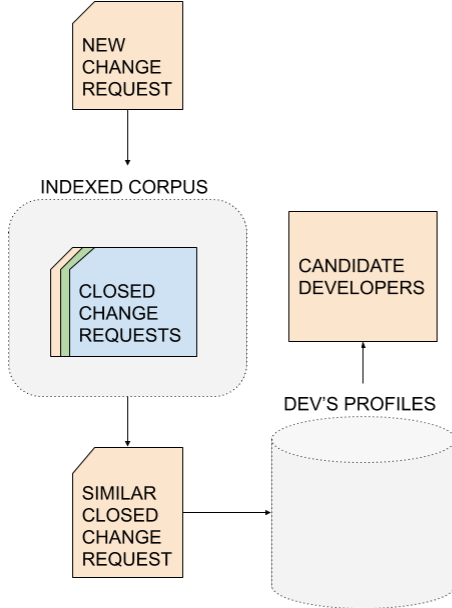 NEW
CHANGE
REQUEST
INDEXED CORPUS
CLOSED
CHANGE
REQUESTS
CANDIDATE
DEVELOPERS
DEV'S PROFILES
SIMILAR
CLOSED
CHANGE
REQUEST